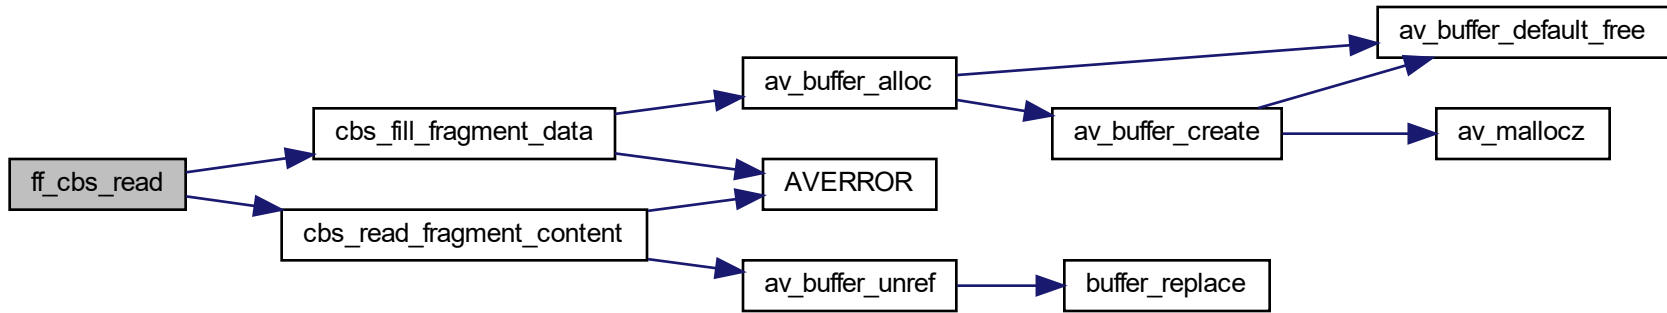 ff_cbs_read
cbs_fill_fragment_data
cbs_read_fragment_content
av_buffer_alloc
AVERROR
av_buffer_unref
av_buffer_create
buffer_replace
av_buffer_default_free
av_mallocz